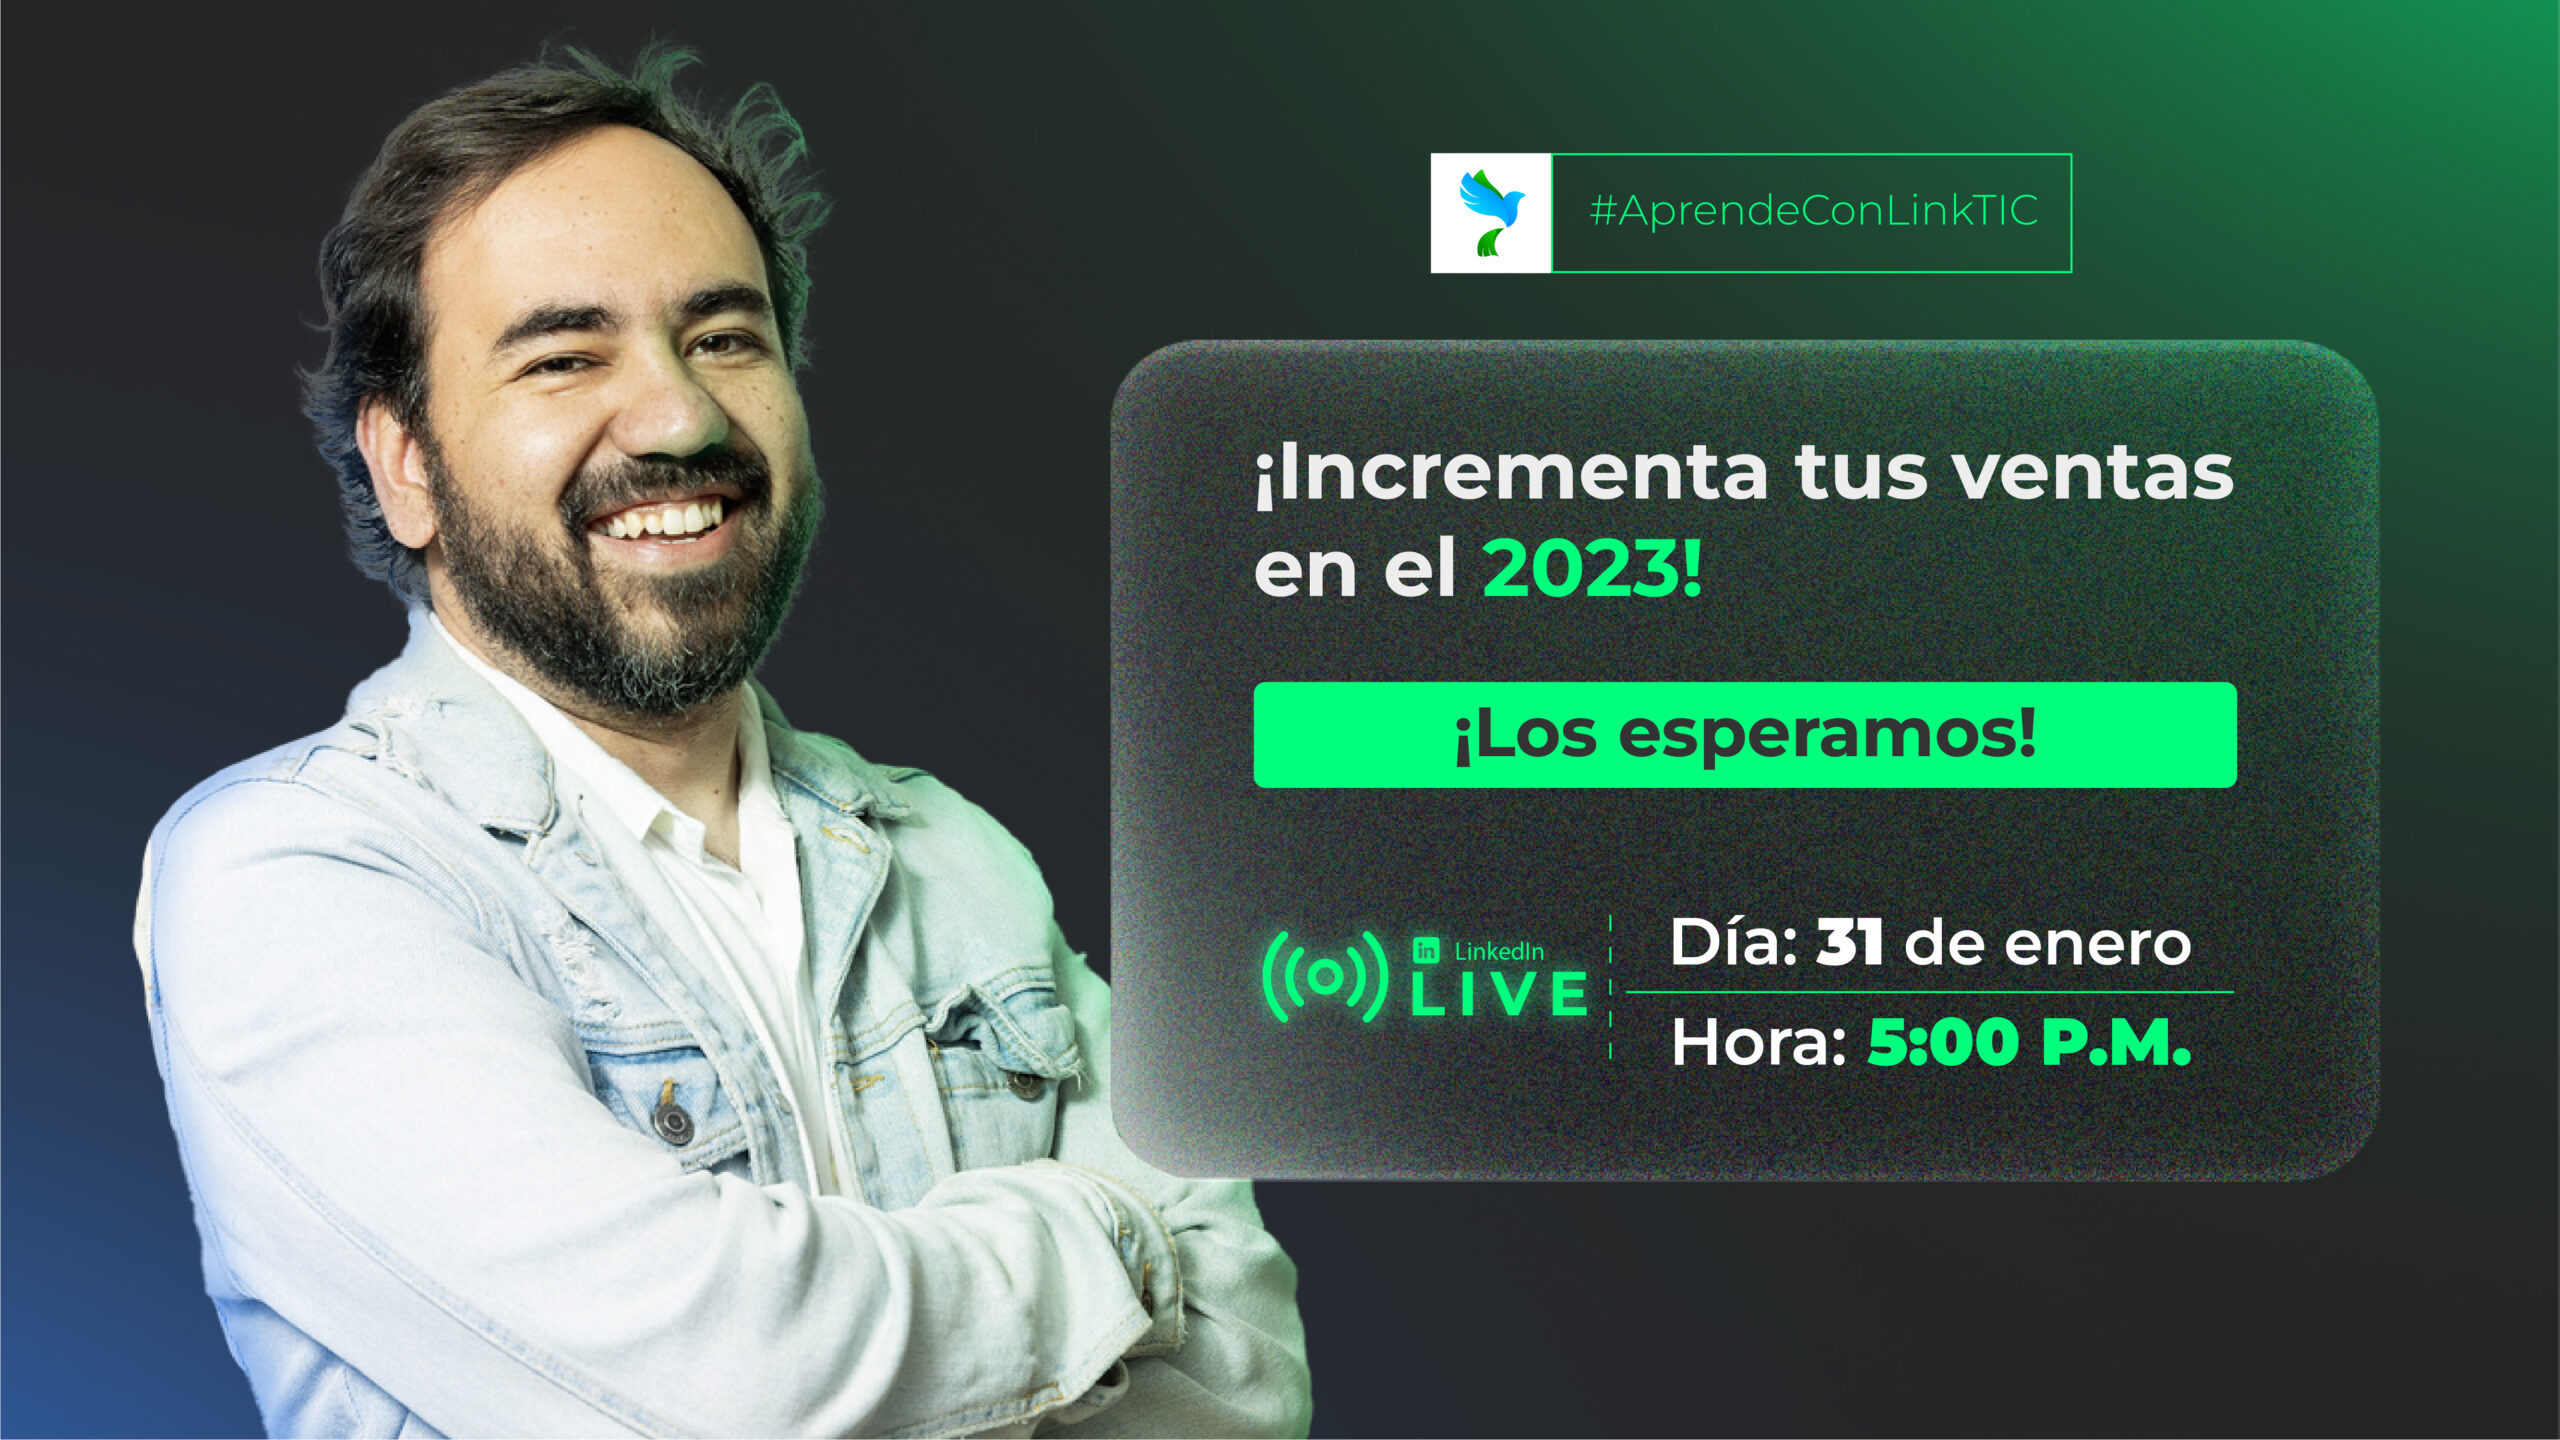 #AprendeConLinkTIC
¡Incrementa tus ventas
en el 2023!
¡Los esperamos!
in LinkedIn
LIVE
Día: 31 de enero
Hora: 5:00 P.M.